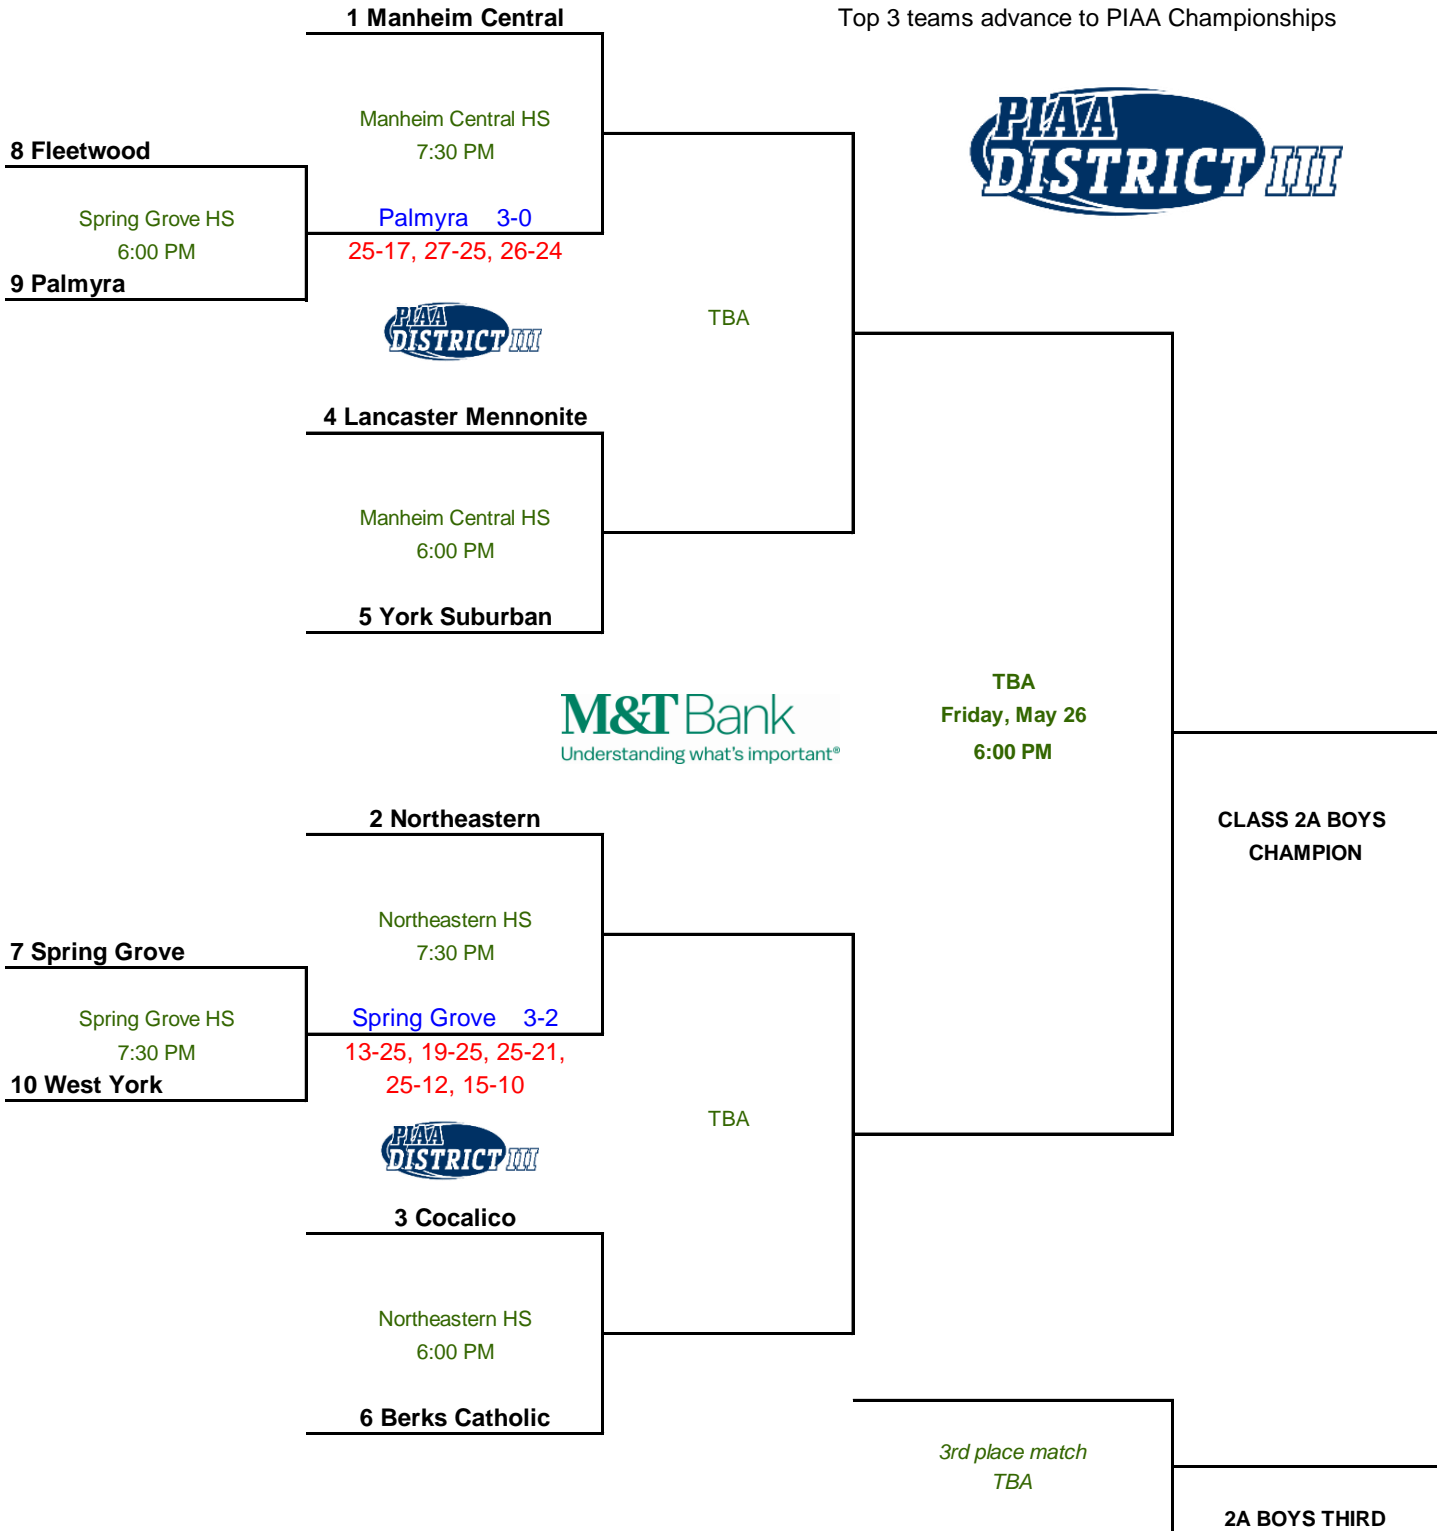 1 Manheim Central
Top 3 teams advance to PIAA Championships
PIAA
DISTRICT III
Manheim Central HS
7:30 PM
8 Fleetwood
Spring Grove HS
6:00 PM
9 Palmyra
Palmyra 3-0
25-17, 27-25, 26-24
PIAA
DISTRICT III
TBA
4 Lancaster Mennonite
Manheim Central HS
6:00 PM
5 York Suburban
M&T Bank
Understanding what's important®
TBA
Friday, May 26
6:00 PM
2 Northeastern
CLASS 2A BOYS
CHAMPION
Northeastern HS
7:30 PM
7 Spring Grove
Spring Grove HS
7:30 PM
10 West York
Spring Grove 3-2
13-25, 19-25, 25-21,
25-12, 15-10
PIAA
DISTRICT III
TBA
3 Cocalico
Northeastern HS
6:00 PM
6 Berks Catholic
3rd place match
TBA
2A BOYS THIRD